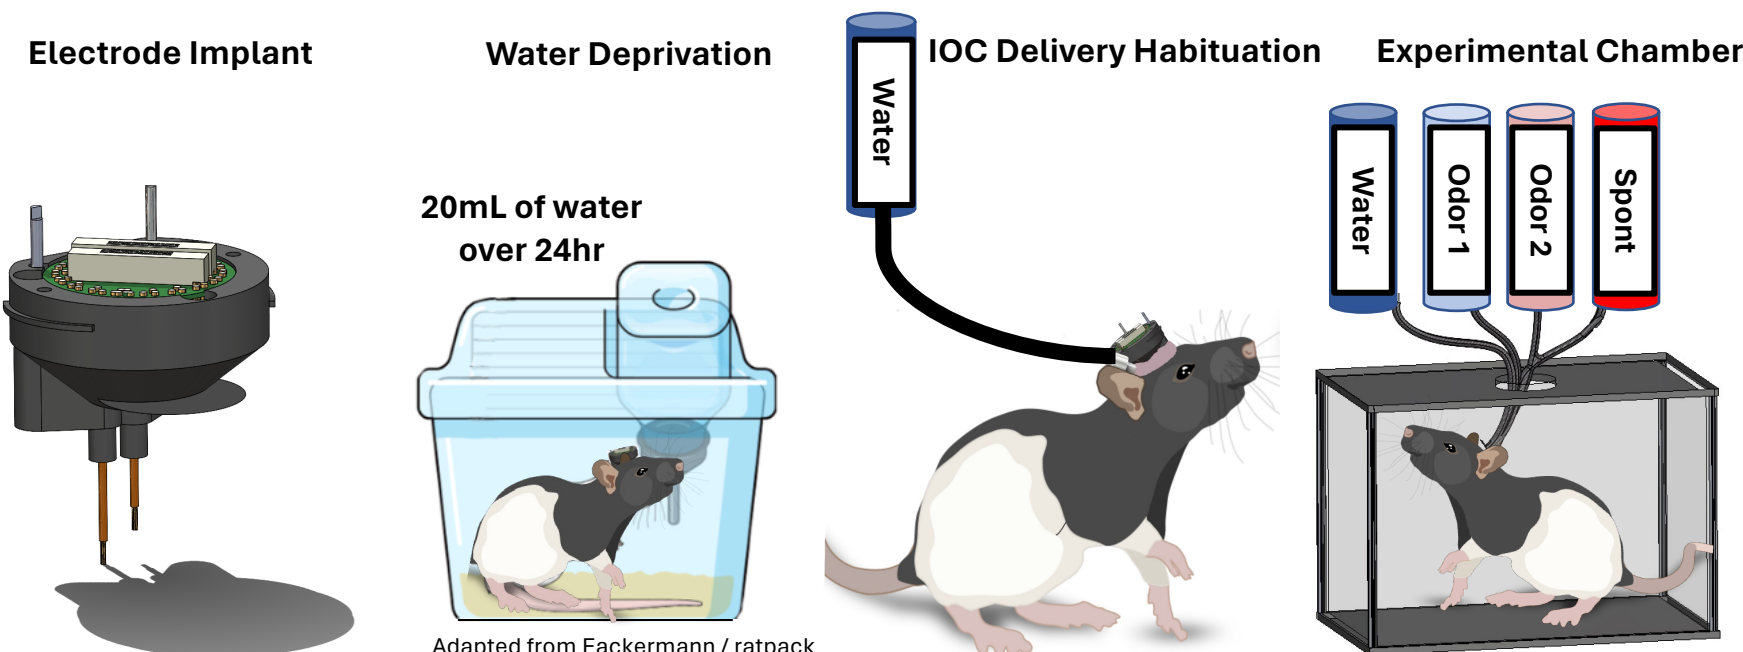 Electrode Implant
Water Deprivation
IOC Delivery Habituation
Experimental Chamber
20mL of water
over 24hr
Water
Water
Odor 1
Odor 2
Spont
Adapted from Eackermann / ratpack